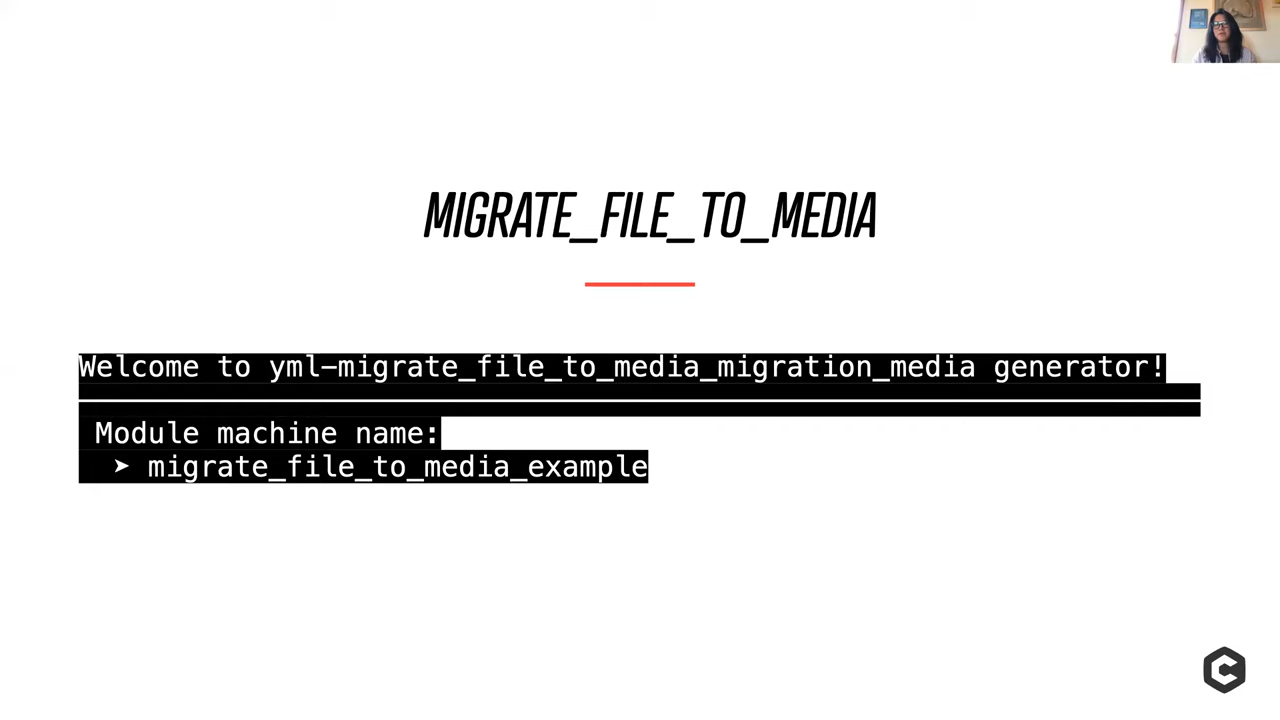 MIGRATE_FILE_TO_MEDIA
Welcome to yml-migrate_file_to_media_migration_media generator!
Module machine name:
➤ migrate_file_to_media_example